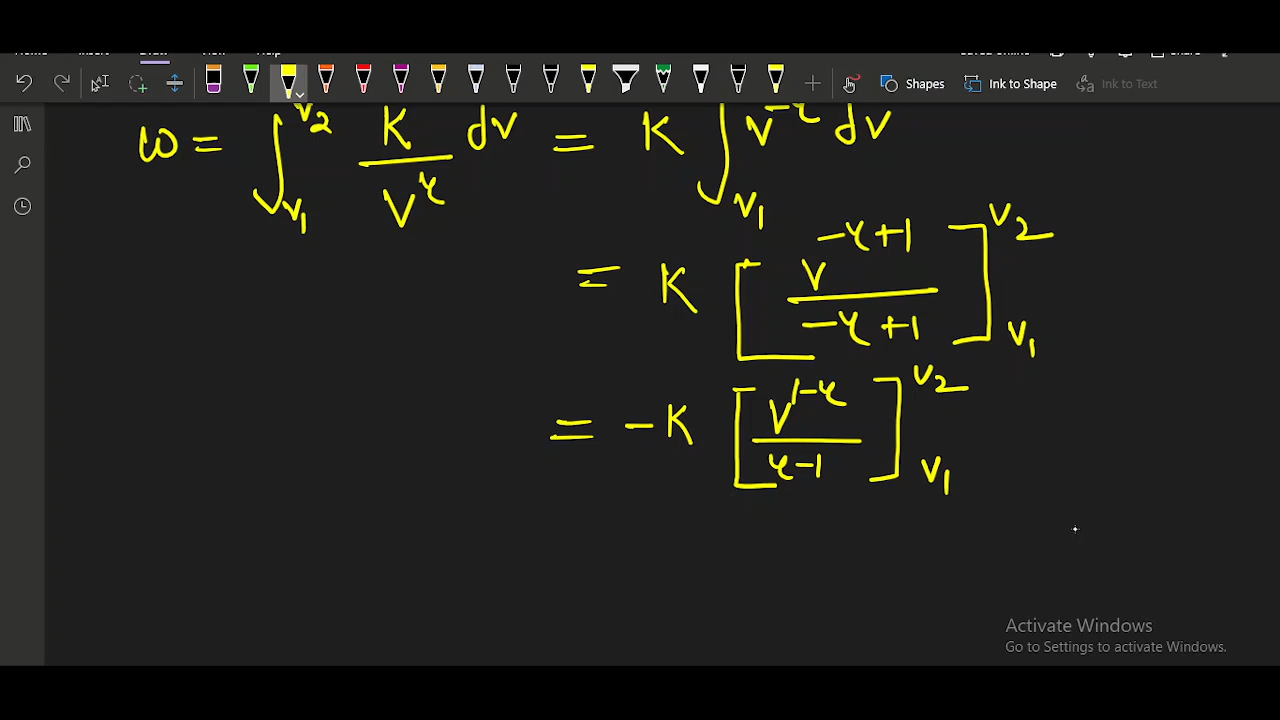 Shapes Ink to Shape Ink to Text
W = ∫_{V1}^{V2} K/V^γ dV = K ∫_{V1} V^{-γ} dV
= K [ V^{-γ+1} / -γ+1 ]_{V1}^{V2}
= -K [ V^{1-γ} / γ-1 ]_{V1}^{V2}
Activate Windows
Go to Settings to activate Windows.